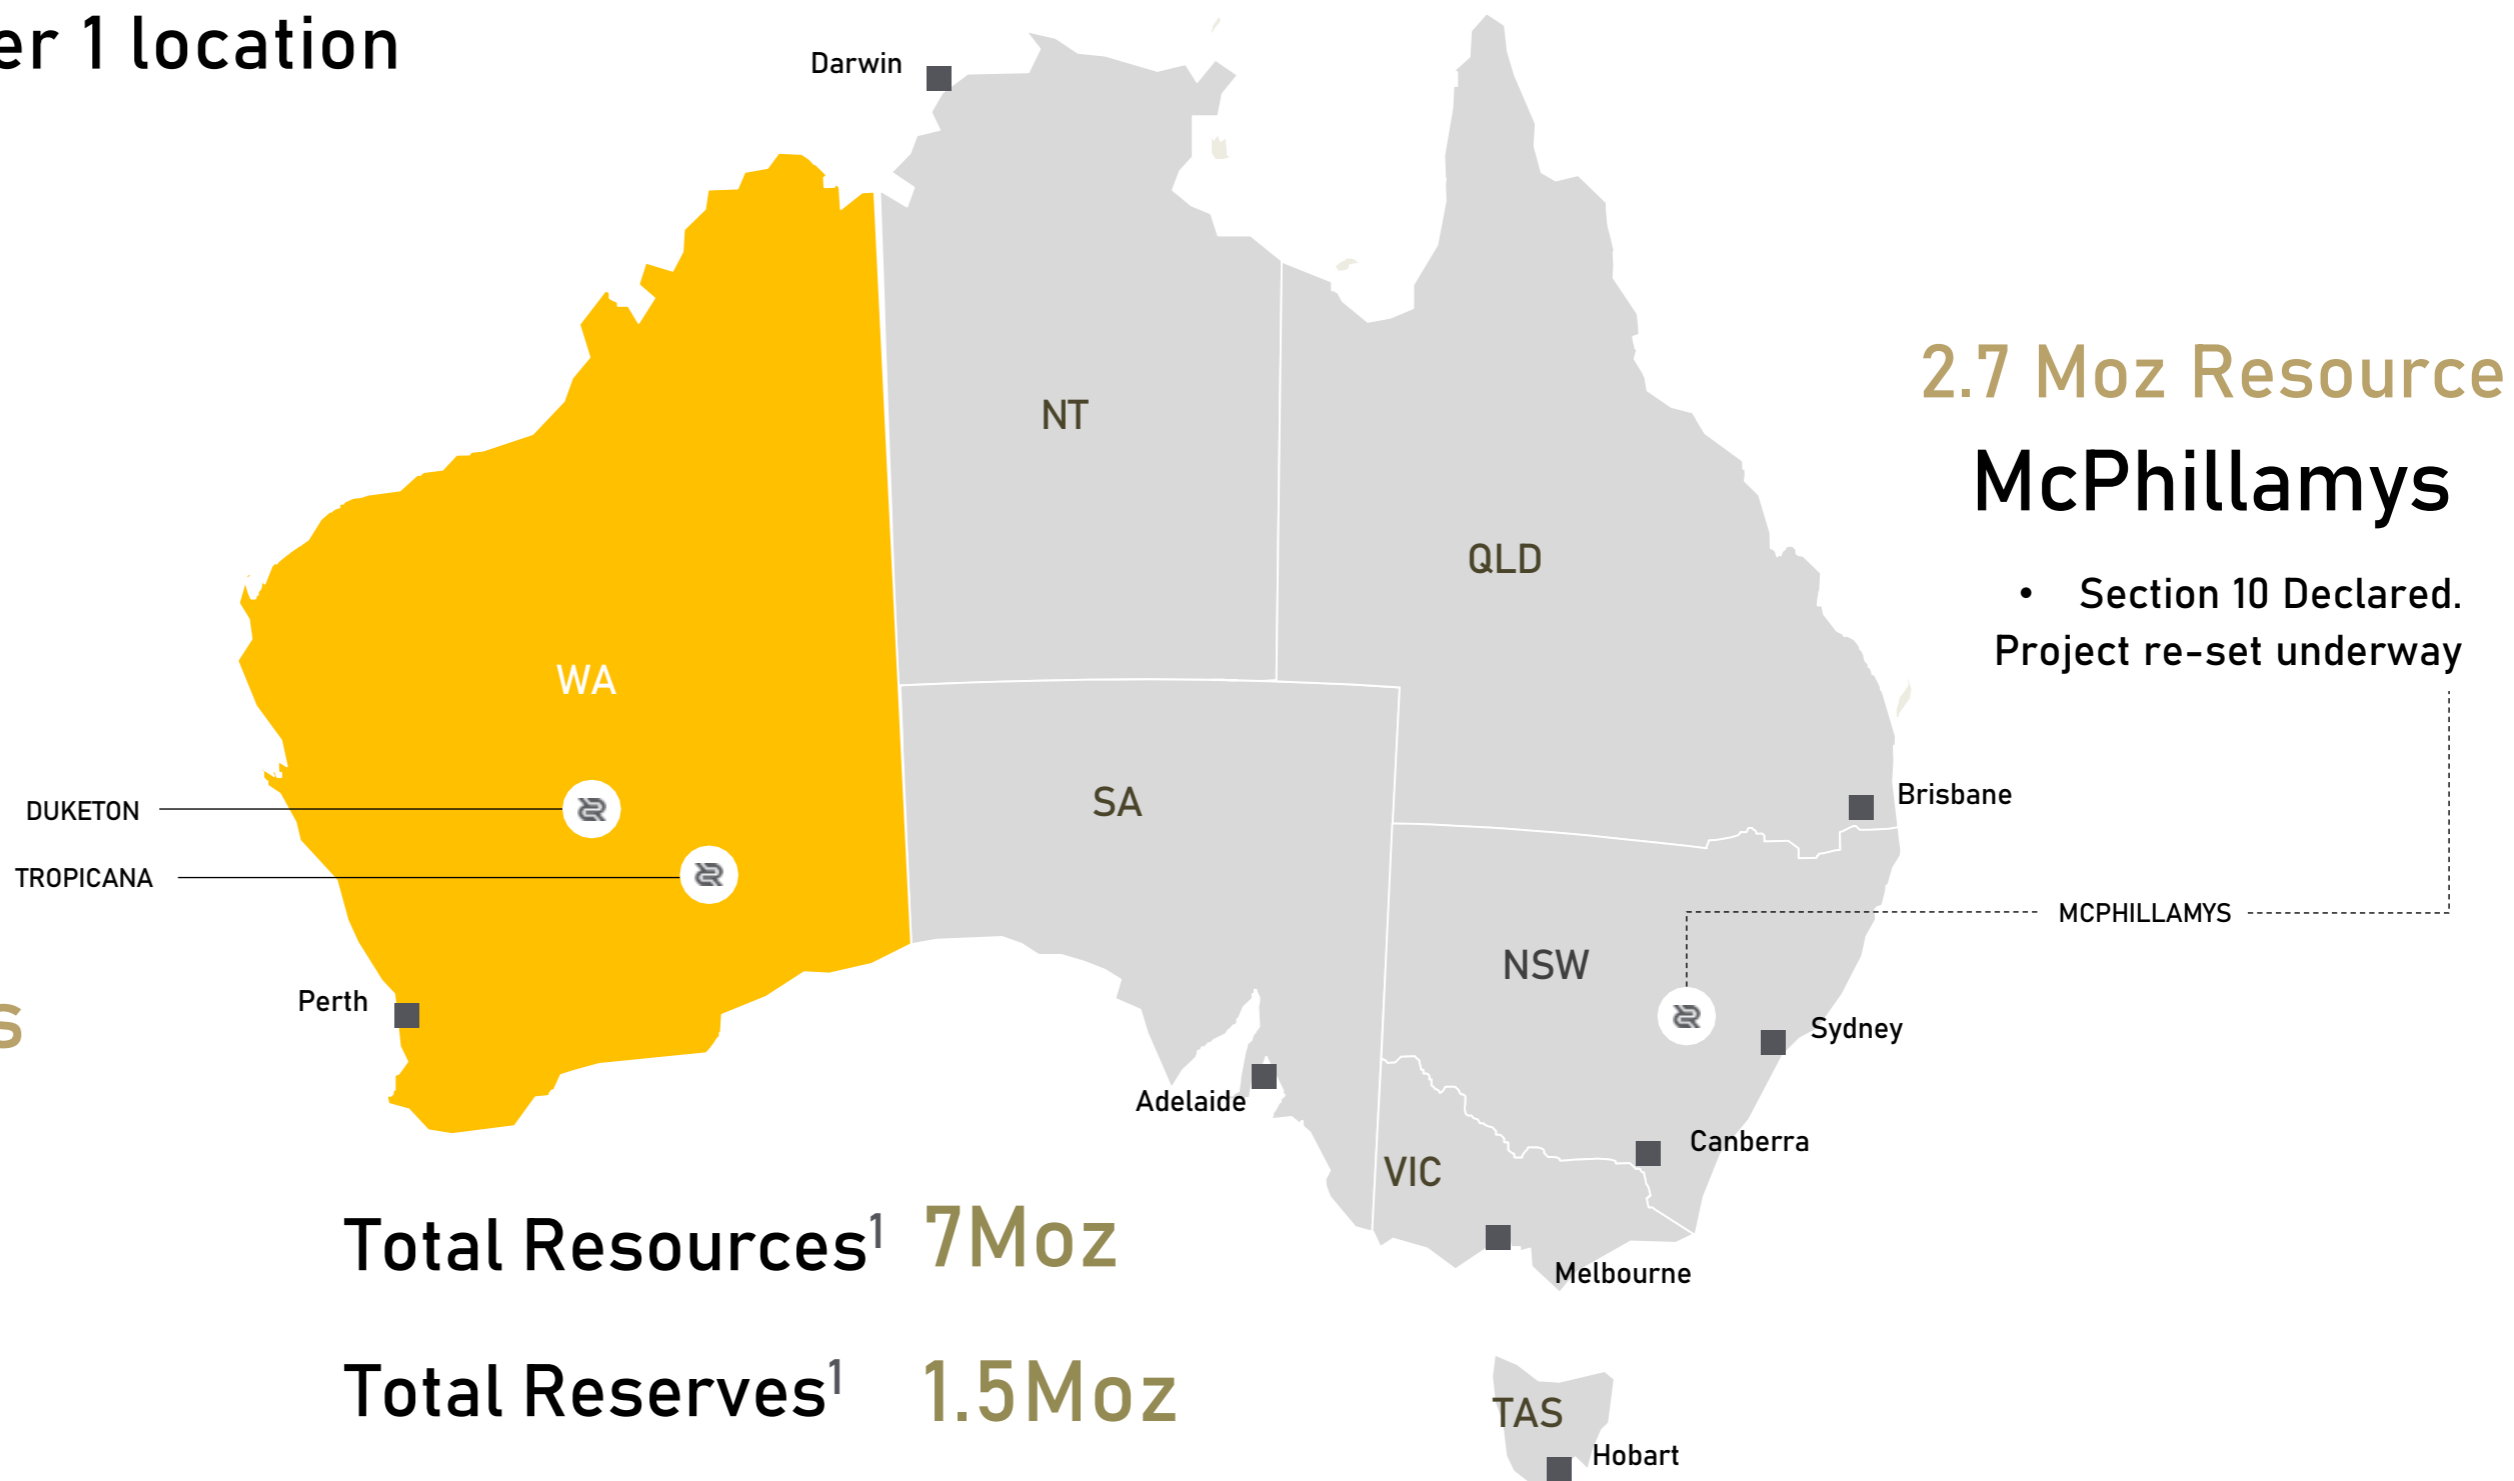 er 1 location
Darwin
NT
2.7 Moz Resource
McPhillamys
QLD
• Section 10 Declared.
Project re-set underway
WA
DUKETON
SA
Brisbane
TROPICANA
MCPHILLAMYS
NSW
Perth
s
Sydney
Adelaide
Canberra
VIC
Total Resources¹ 7Moz
Melbourne
Total Reserves¹ 1.5Moz
TAS
Hobart